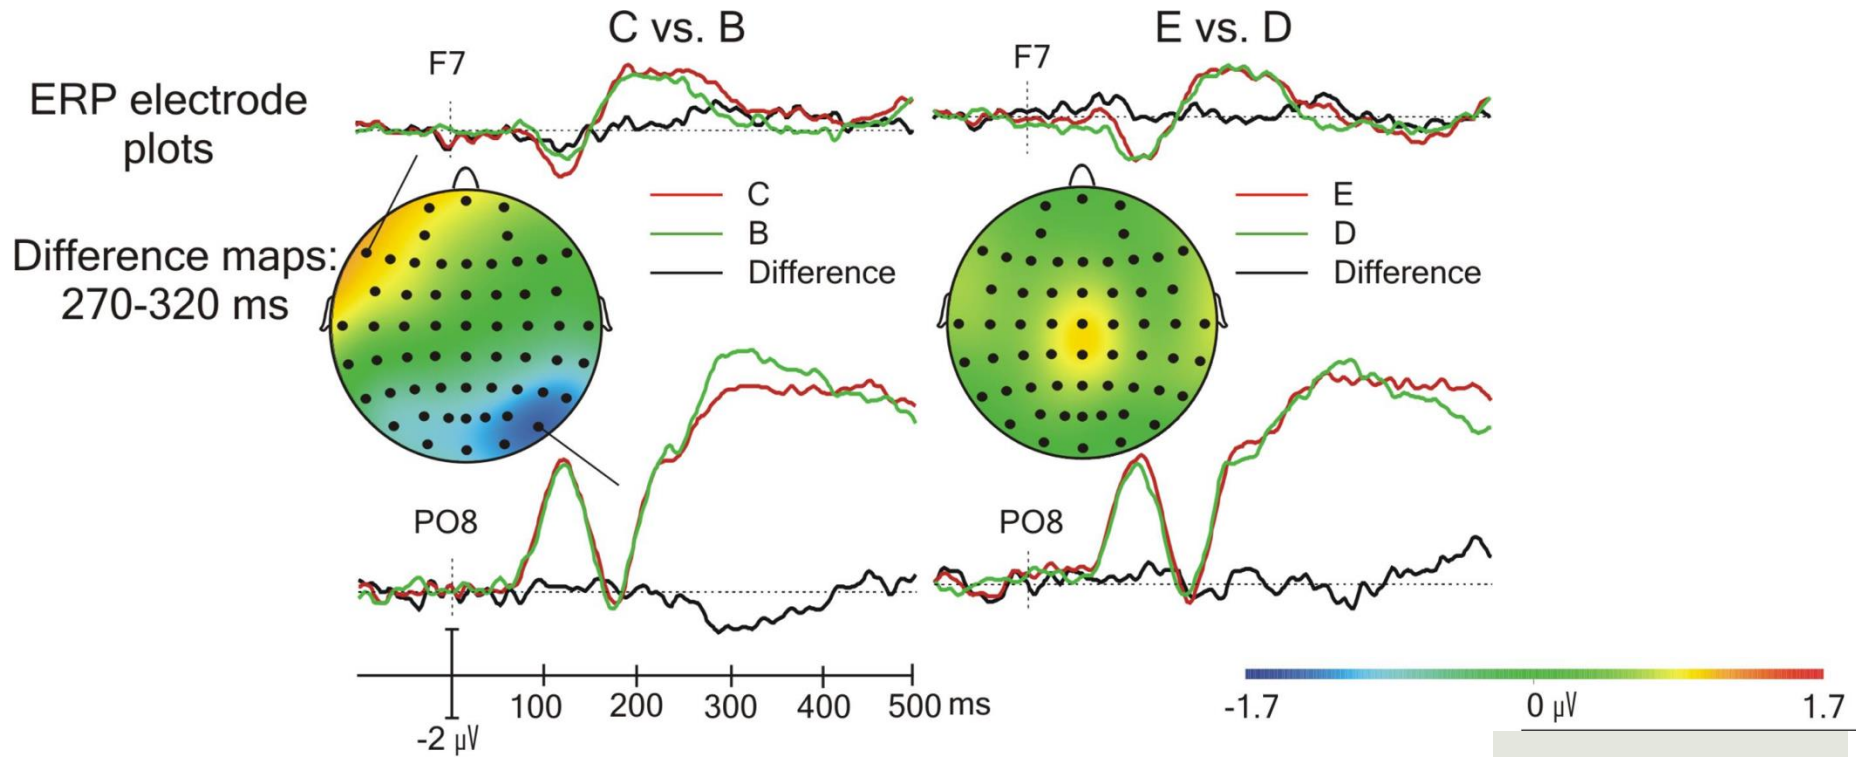 C vs. B
E vs. D
F7
F7
ERP electrode
plots
C
B
Difference
E
D
Difference
Difference maps:
270-320 ms
PO8
PO8
100 200 300 400 500 ms
-2 µV
-1.7 0 µV 1.7